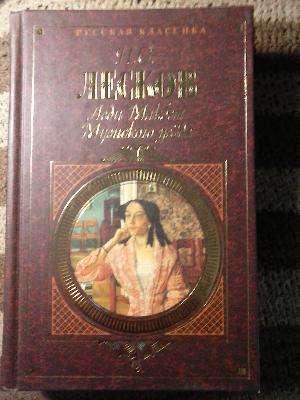 РУССКАЯ КЛАССИКА
Н.С.
ЛЕСКОВ
Леди Макбет
Мценского уезда